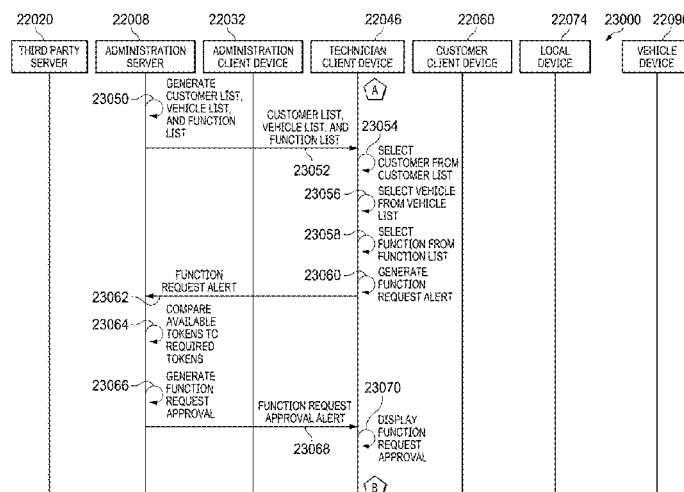 22020 22008 22032 22046 22060 22074 23000 22096
THIRD PARTY SERVER
ADMINISTRATION SERVER
ADMINISTRATION CLIENT DEVICE
TECHNICIAN CLIENT DEVICE
CUSTOMER CLIENT DEVICE
LOCAL DEVICE
VEHICLE DEVICE
A
23050
GENERATE
CUSTOMER LIST,
VEHICLE LIST,
AND FUNCTION
LIST
CUSTOMER LIST,
VEHICLE LIST, AND
FUNCTION LIST
23052
23054
SELECT
CUSTOMER FROM
CUSTOMER LIST
23056
SELECT VEHICLE
FROM VEHICLE
LIST
23058
SELECT
FUNCTION FROM
FUNCTION LIST
23060
GENERATE
FUNCTION
REQUEST ALERT
FUNCTION
REQUEST ALERT
23062
23064
COMPARE
AVAILABLE
TOKENS TO
REQUIRED
TOKENS
23066
GENERATE
FUNCTION
REQUEST
APPROVAL
FUNCTION REQUEST
APPROVAL ALERT
23068
23070
DISPLAY
FUNCTION
REQUEST
APPROVAL
B